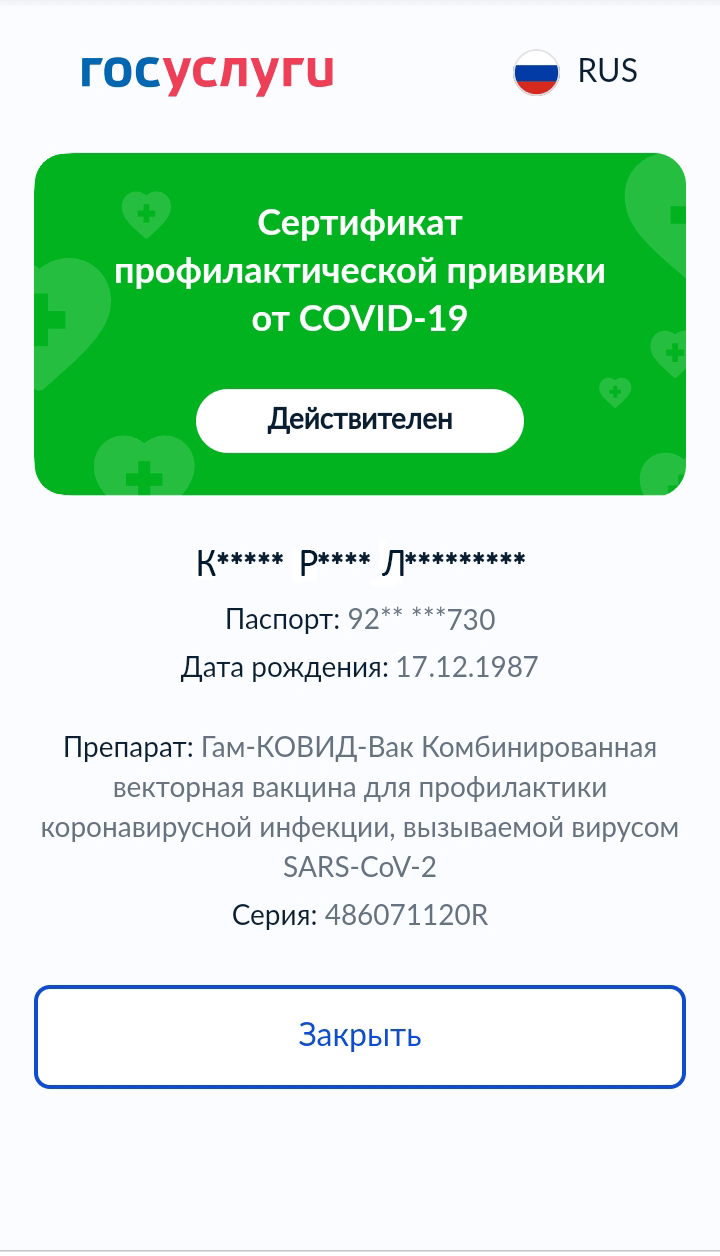 госуслуги
RUS
Сертификат
профилактической прививки
от COVID-19
Действителен
К***** Р**** Л*********
Паспорт: 92** ***730
Дата рождения: 17.12.1987
Препарат: Гам-КОВИД-Вак Комбинированная
векторная вакцина для профилактики
коронавирусной инфекции, вызываемой вирусом
SARS-CoV-2
Серия: 486071120R
Закрыть